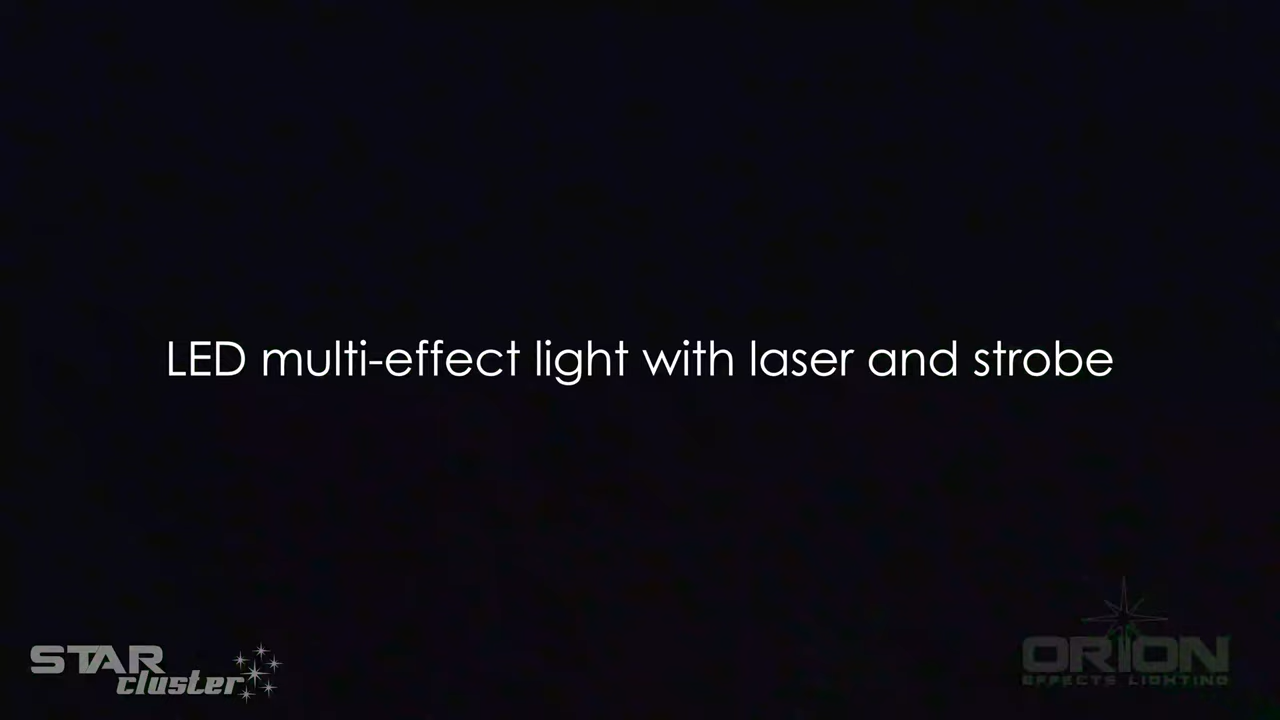 LED multi-effect light with laser and strobe
STAR
cluster
ORION
EFFECTS LIGHTING